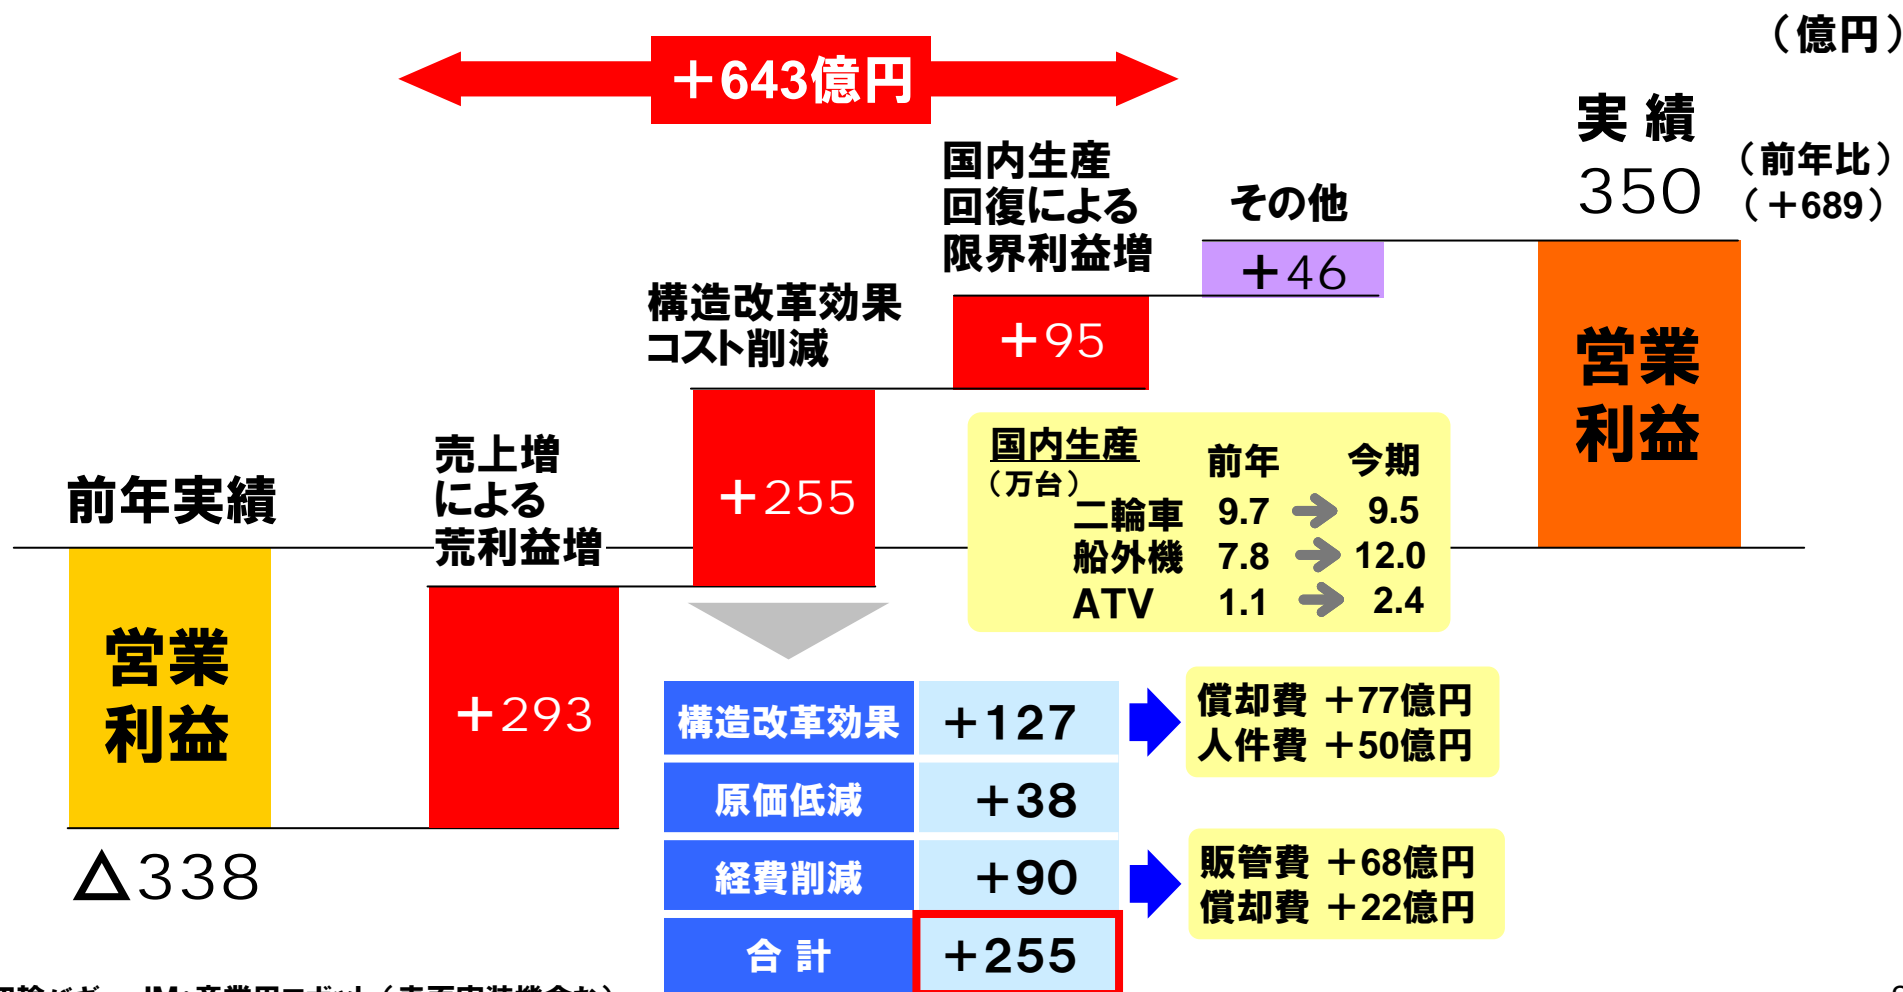 （億円）
＋643億円
実 績
350
（前年比）
（＋689）
国内生産
回復による
限界利益増
その他
＋46
構造改革効果
コスト削減
＋95
営業
利益
売上増
による
荒利益増
前年実績
＋255
国内生産
（万台）
前年 今期
二輪車 9.7 9.5
船外機 7.8 12.0
ATV 1.1 2.4
営業
利益
＋293
△338
構造改革効果 ＋127
償却費 ＋77億円
人件費 ＋50億円
原価低減 ＋38
経費削減 ＋90
販管費 ＋68億円
償却費 ＋22億円
合 計 ＋255